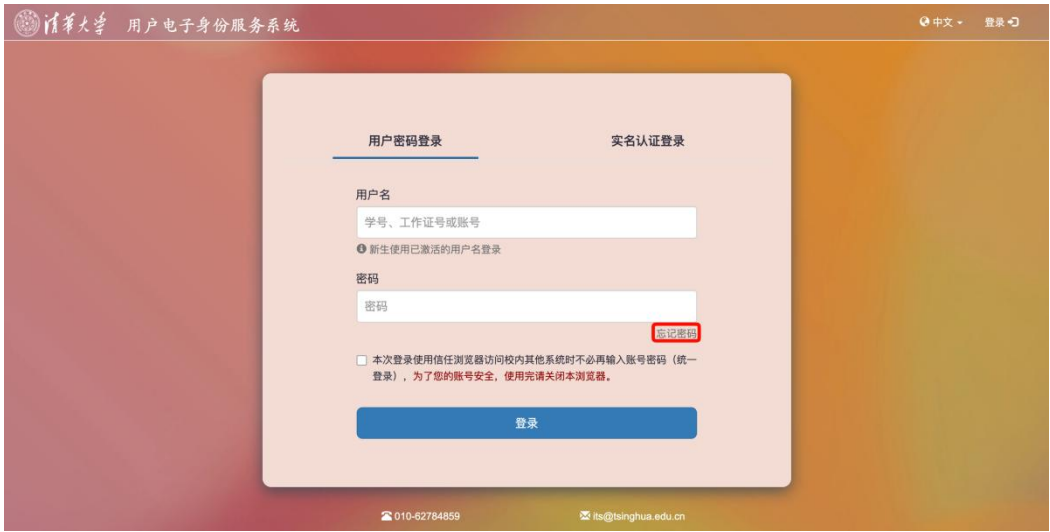 清华大学 用户电子身份服务系统 中文 登录
用户密码登录 实名认证登录
用户名
学号、工作证号或账号
新生使用已激活的用户名登录
密码
密码
忘记密码
本次登录使用信任浏览器访问校内其他系统时不必再输入账号密码（统一
登录），为了您的账号安全，使用完请关闭本浏览器。
登录
010-62784859 its@tsinghua.edu.cn